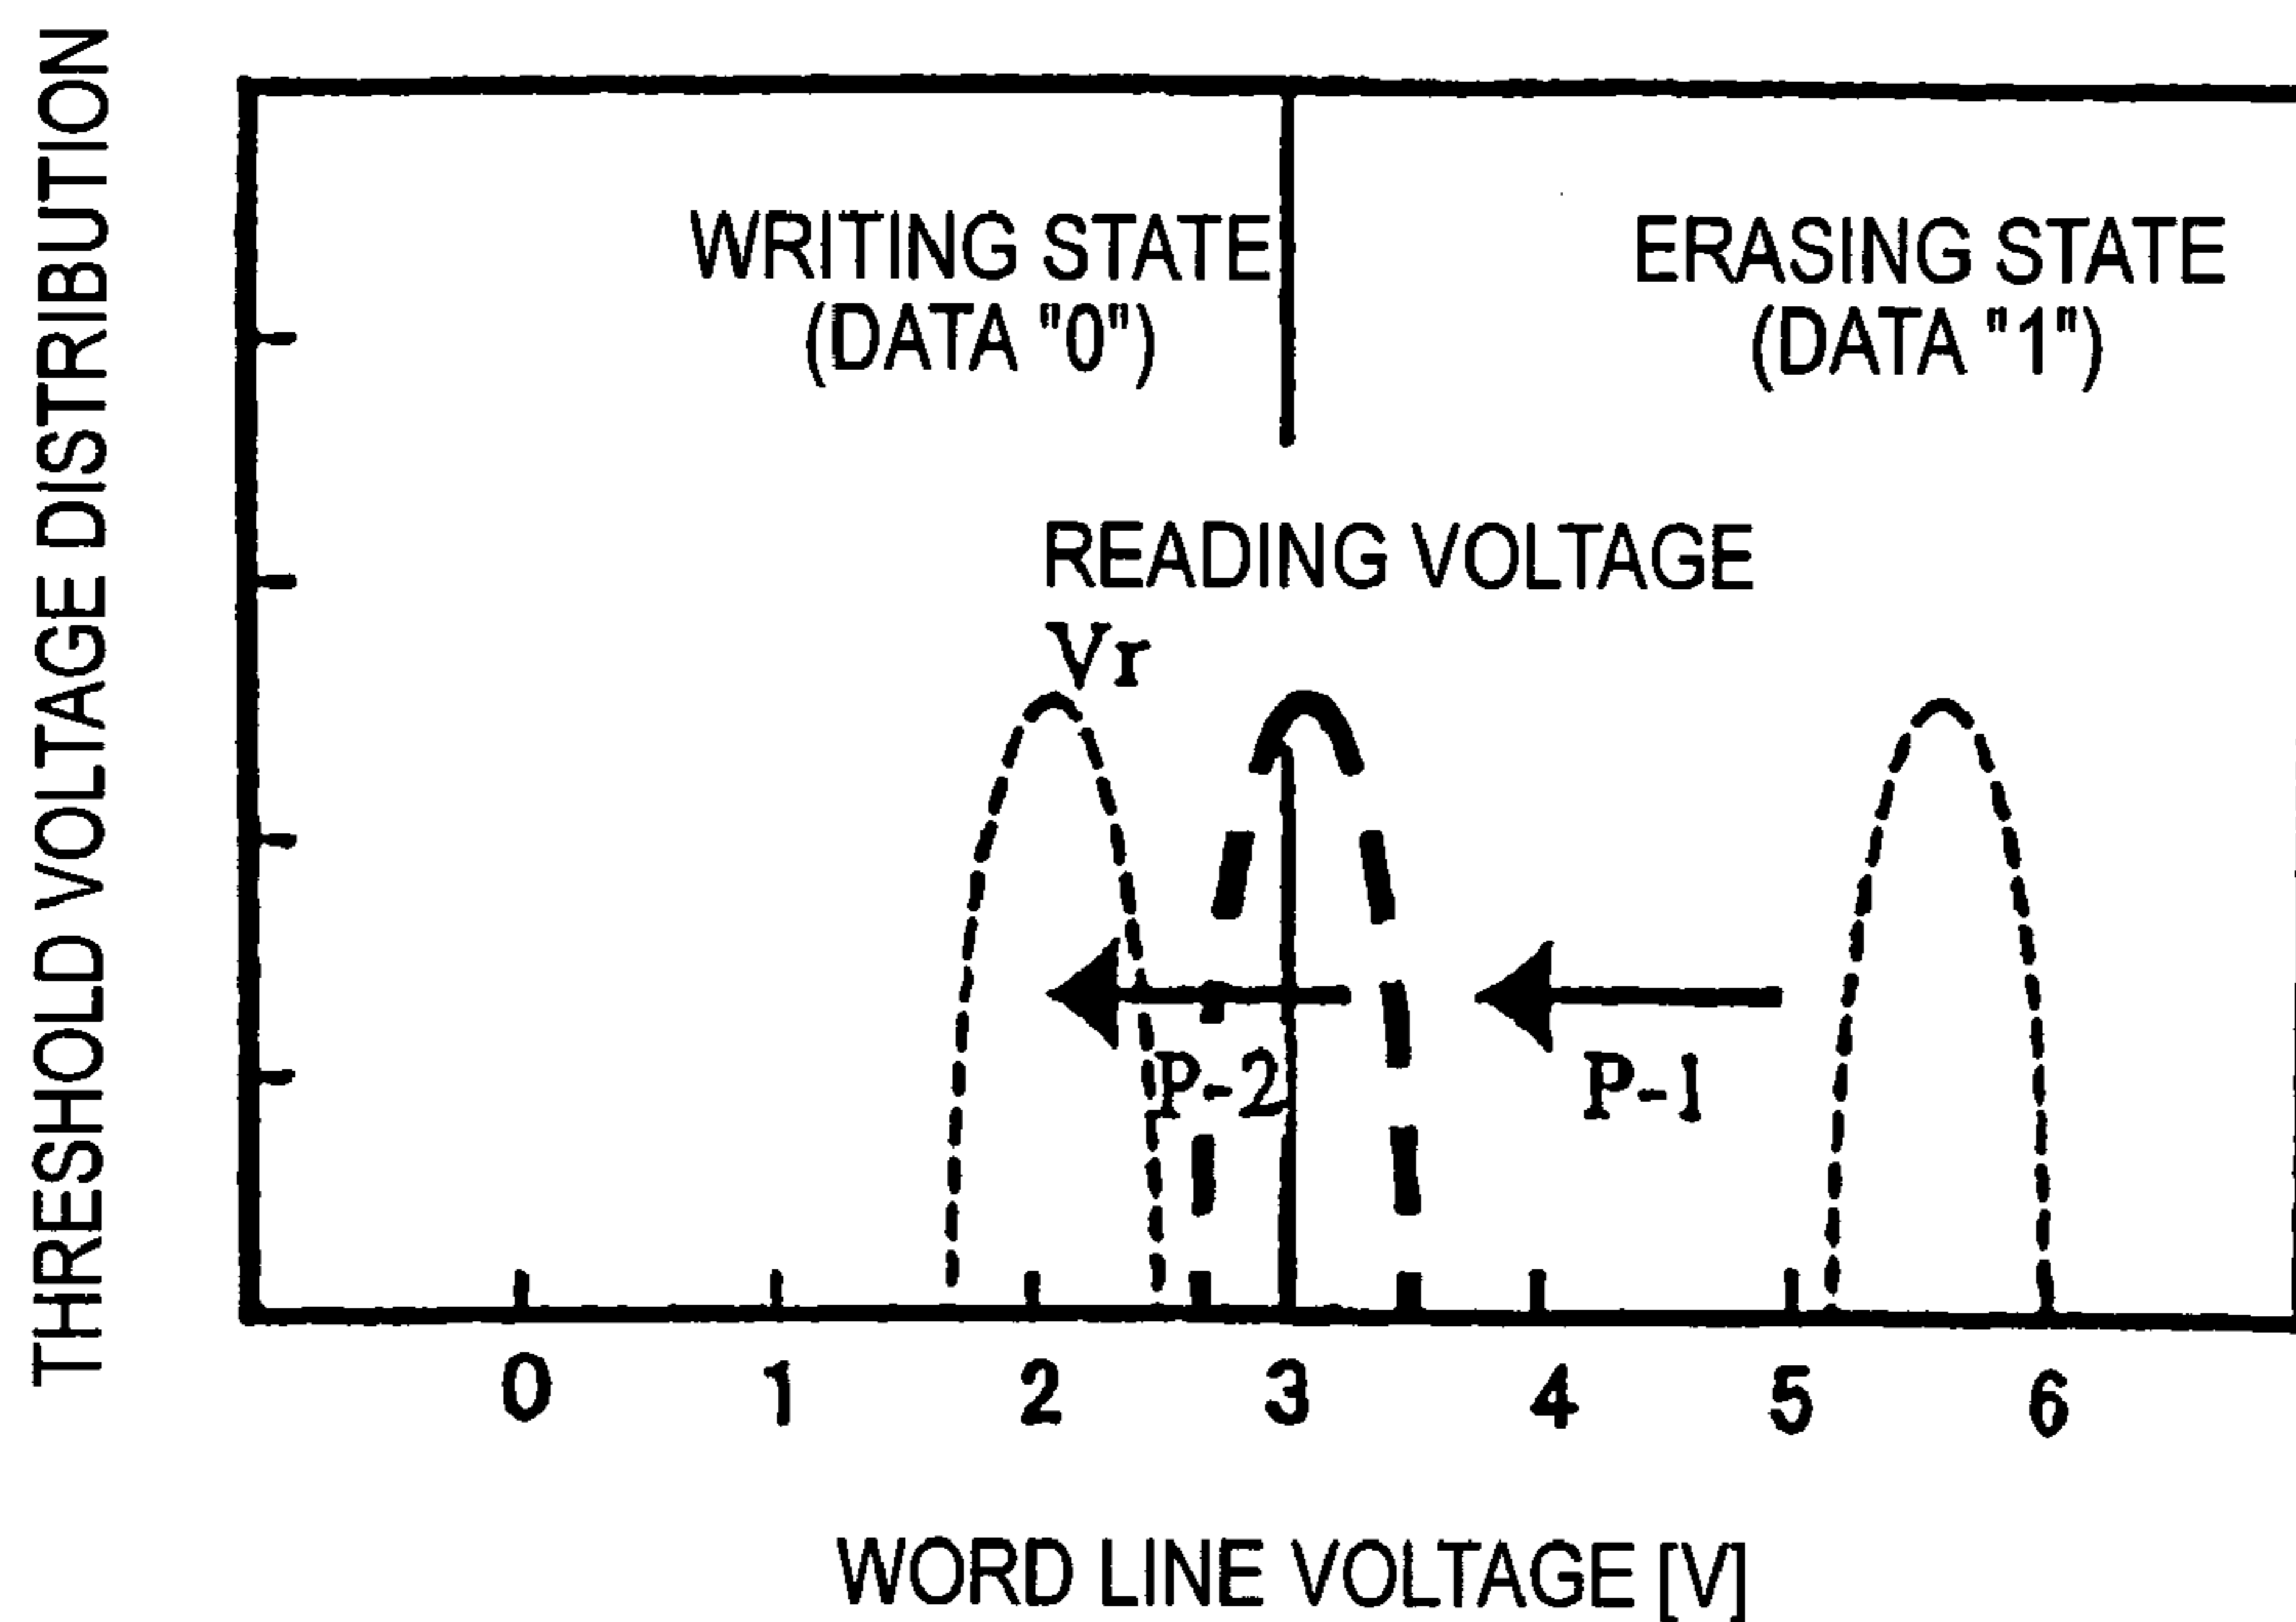 THRESHOLD VOLTAGE DISTRIBUTION
WRITING STATE
(DATA "0")
ERASING STATE
(DATA "1")
READING VOLTAGE
Vr
P-2
P-1
0 1 2 3 4 5 6
WORD LINE VOLTAGE [V]